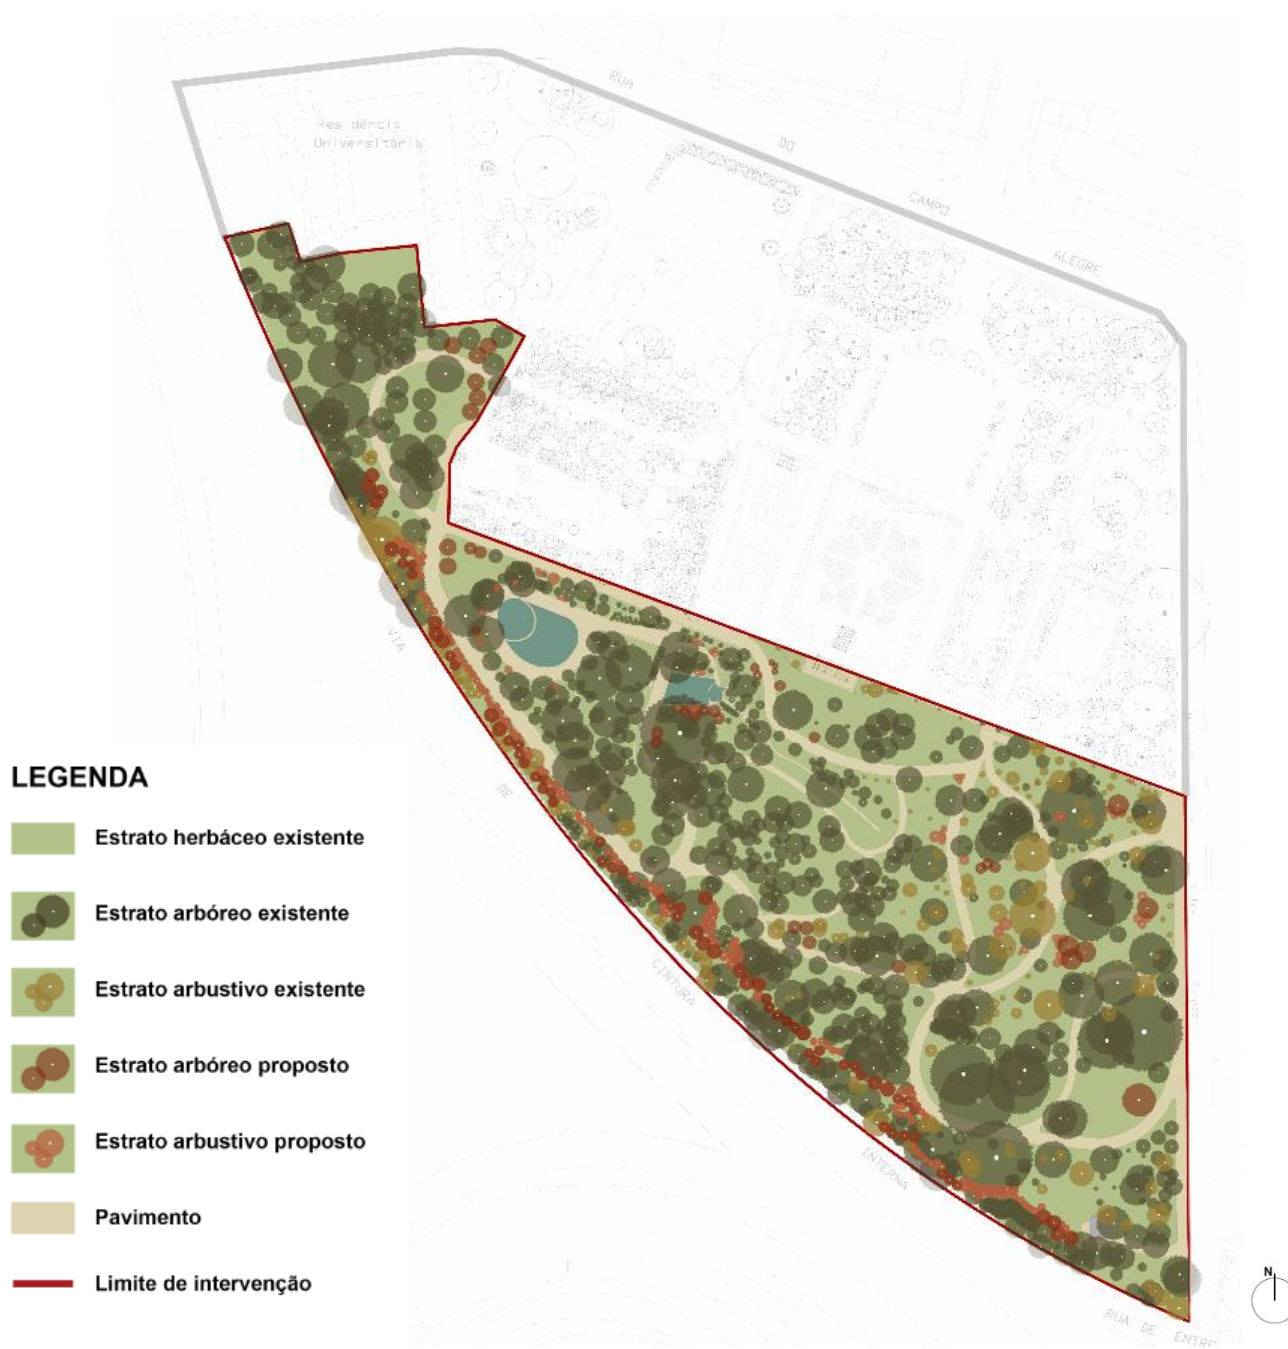 RUA
DO
CAMPO
ALEGRE
Residência
Universitária
VIA
DE
CINTURA
INTERNA
RUA DE ENTRE
LEGENDA
Estrato herbáceo existente
Estrato arbóreo existente
Estrato arbustivo existente
Estrato arbóreo proposto
Estrato arbustivo proposto
Pavimento
Limite de intervenção
N